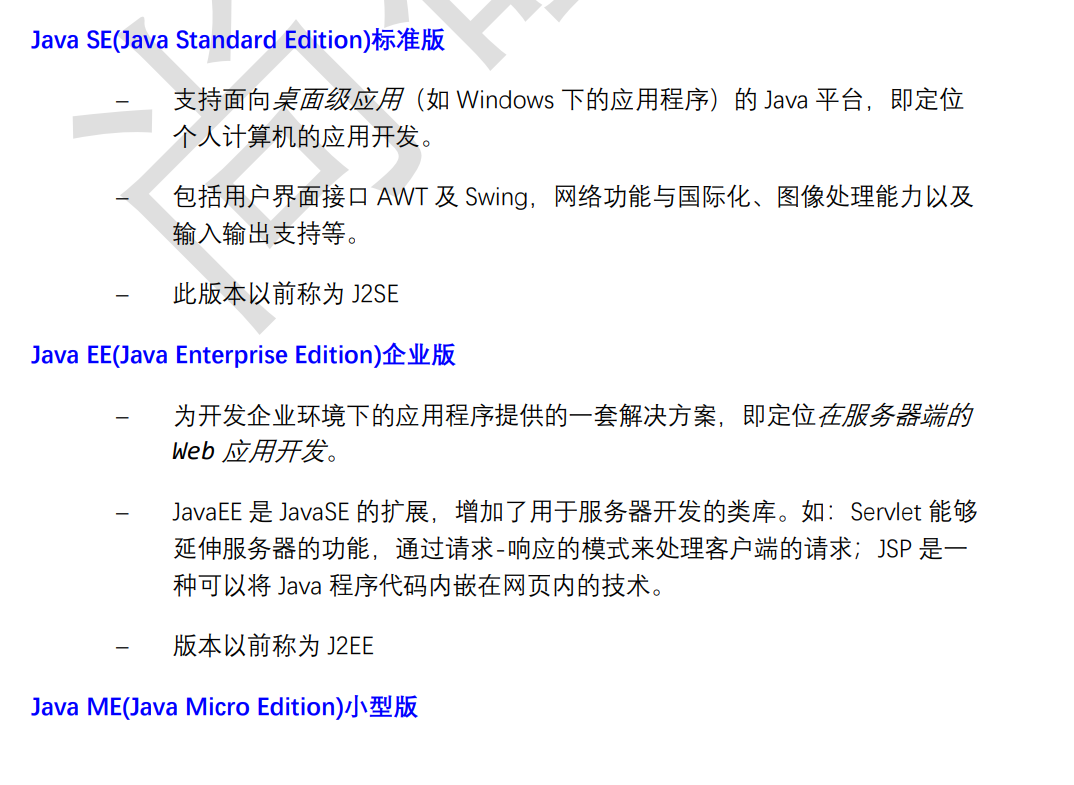 Java SE(Java Standard Edition)标准版
– 支持面向桌面级应用（如 Windows 下的应用程序）的 Java 平台，即定位
个人计算机的应用开发。
– 包括用户界面接口 AWT 及 Swing，网络功能与国际化、图像处理能力以及
输入输出支持等。
– 此版本以前称为 J2SE
Java EE(Java Enterprise Edition)企业版
– 为开发企业环境下的应用程序提供的一套解决方案，即定位在服务器端的
Web 应用开发。
– JavaEE 是 JavaSE 的扩展，增加了用于服务器开发的类库。如：Servlet 能够
延伸服务器的功能，通过请求-响应的模式来处理客户端的请求；JSP 是一
种可以将 Java 程序代码内嵌在网页内的技术。
– 版本以前称为 J2EE
Java ME(Java Micro Edition)小型版
尚